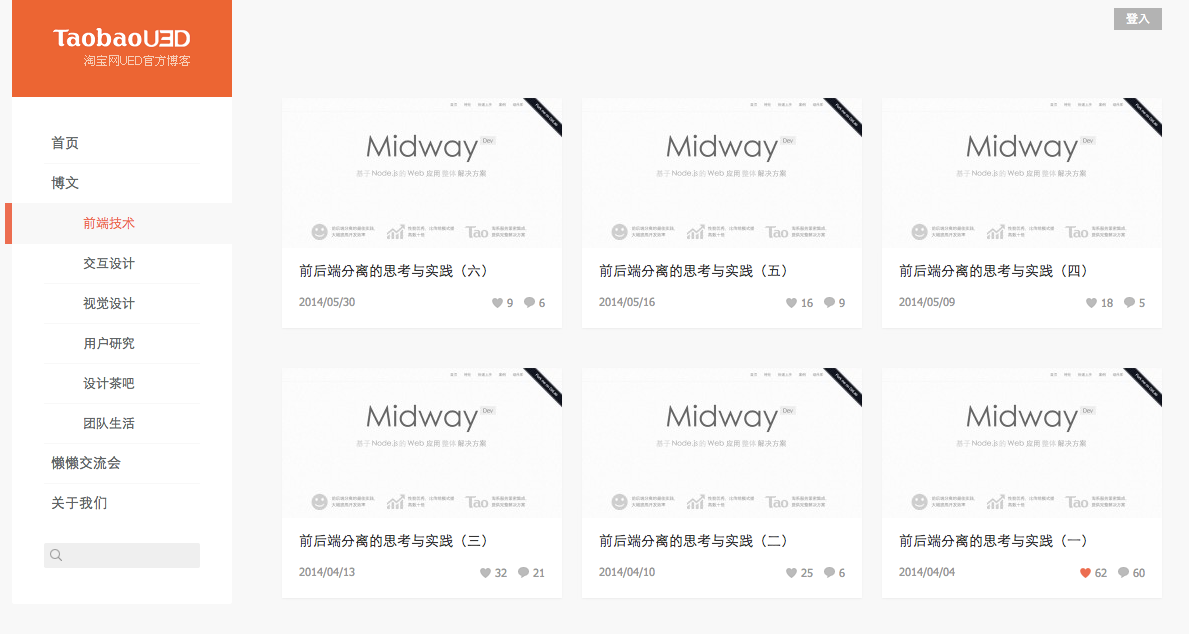 TaobaoUED
淘宝网UED官方博客
登入
首页
博文
前端技术
交互设计
视觉设计
用户研究
设计茶吧
团队生活
懒懒交流会
关于我们
Midway Dev
基于Node.js的Web应用整体解决方案
Tao
前后端分离的思考与实践（六）
2014/05/30 9 6
Midway Dev
基于Node.js的Web应用整体解决方案
Tao
前后端分离的思考与实践（五）
2014/05/16 16 9
Midway Dev
基于Node.js的Web应用整体解决方案
Tao
前后端分离的思考与实践（四）
2014/05/09 18 5
Midway Dev
基于Node.js的Web应用整体解决方案
Tao
前后端分离的思考与实践（三）
2014/04/13 32 21
Midway Dev
基于Node.js的Web应用整体解决方案
Tao
前后端分离的思考与实践（二）
2014/04/10 25 6
Midway Dev
基于Node.js的Web应用整体解决方案
Tao
前后端分离的思考与实践（一）
2014/04/04 62 60